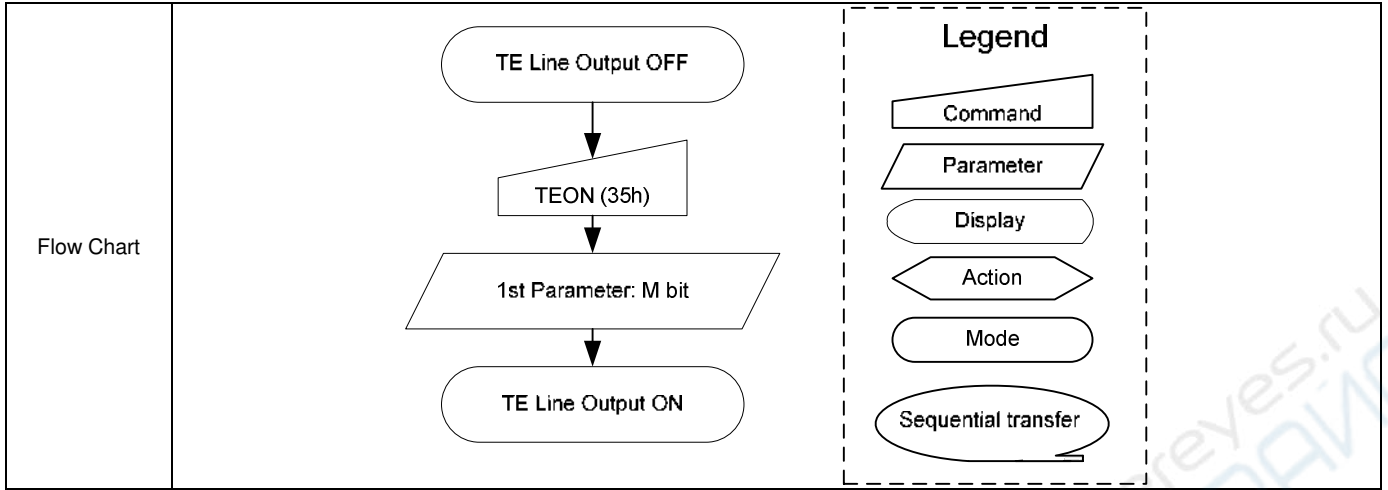 Flow Chart
TE Line Output OFF
TEON (35h)
1st Parameter: M bit
TE Line Output ON
Legend
Command
Parameter
Display
Action
Mode
Sequential transfer